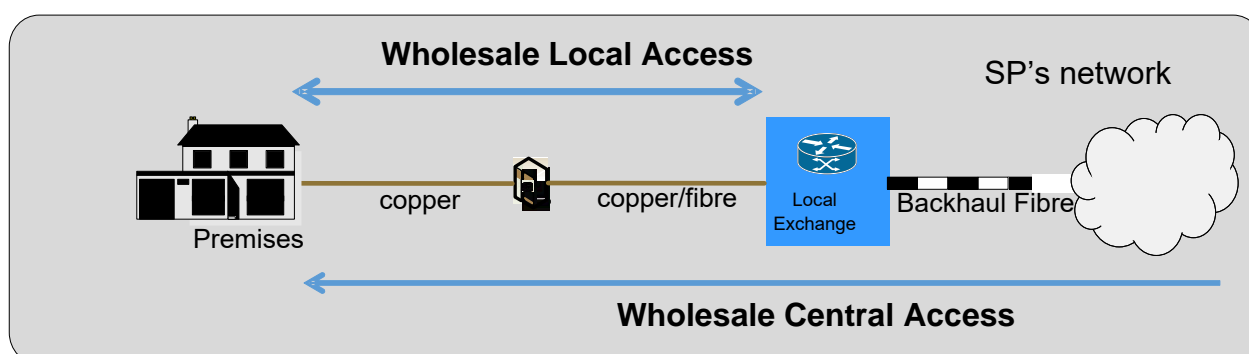 Wholesale Local Access
SP’s network
copper
copper/fibre
Local
Exchange
Backhaul Fibre
Premises
Wholesale Central Access